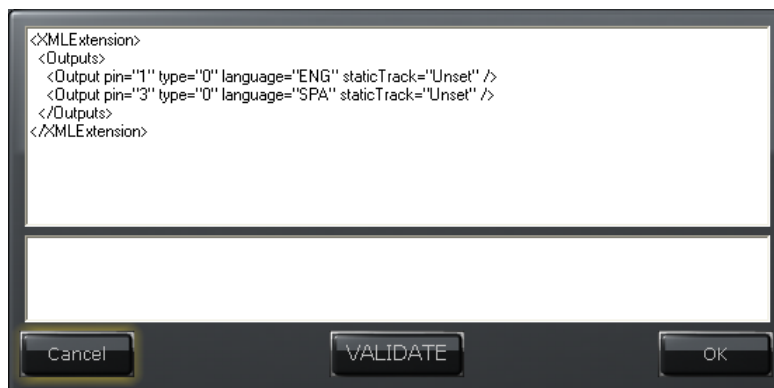 <XMLExtension>
<Outputs>
<Output pin="1" type="0" language="ENG" staticTrack="Unset" />
<Output pin="3" type="0" language="SPA" staticTrack="Unset" />
</Outputs>
</XMLExtension>
Cancel
VALIDATE
OK